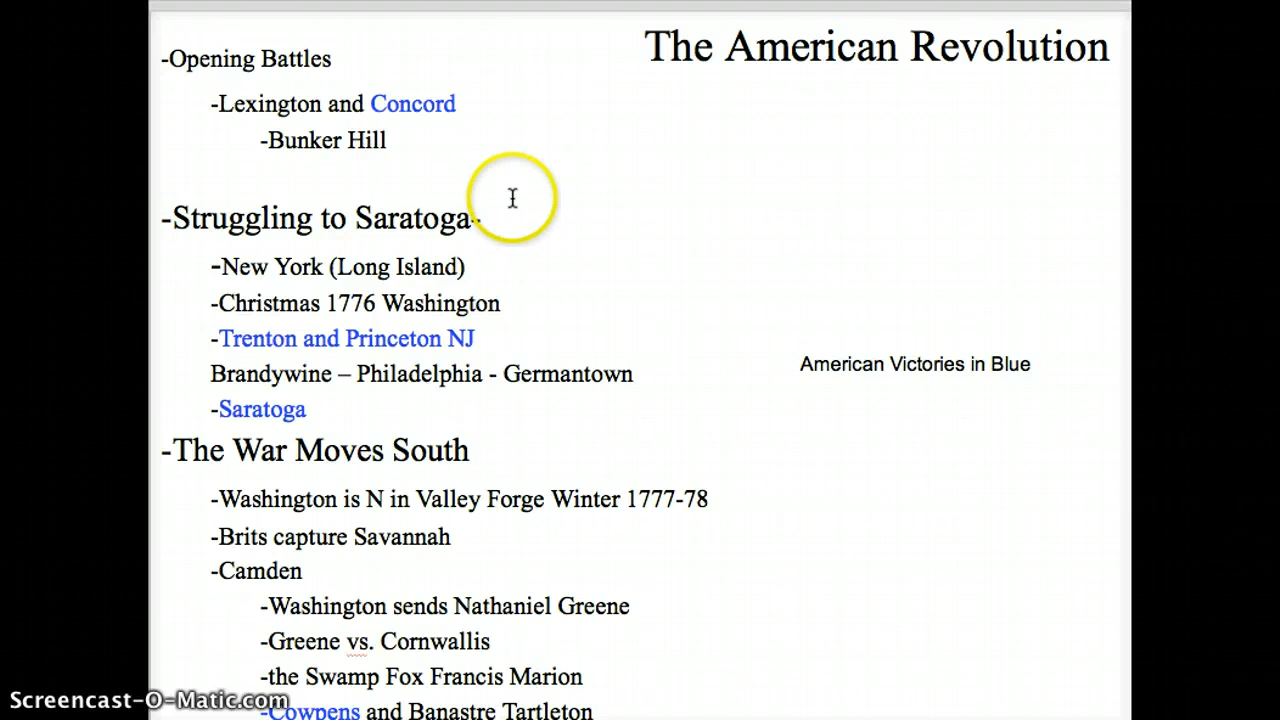 The American Revolution
-Opening Battles
-Lexington and Concord
-Bunker Hill
-Struggling to Saratoga-
-New York (Long Island)
-Christmas 1776 Washington
-Trenton and Princeton NJ
American Victories in Blue
Brandywine – Philadelphia - Germantown
-Saratoga
-The War Moves South
-Washington is N in Valley Forge Winter 1777-78
-Brits capture Savannah
-Camden
-Washington sends Nathaniel Greene
-Greene vs. Cornwallis
-the Swamp Fox Francis Marion
-Cowpens and Banastre Tartleton
Screencast-O-Matic.com